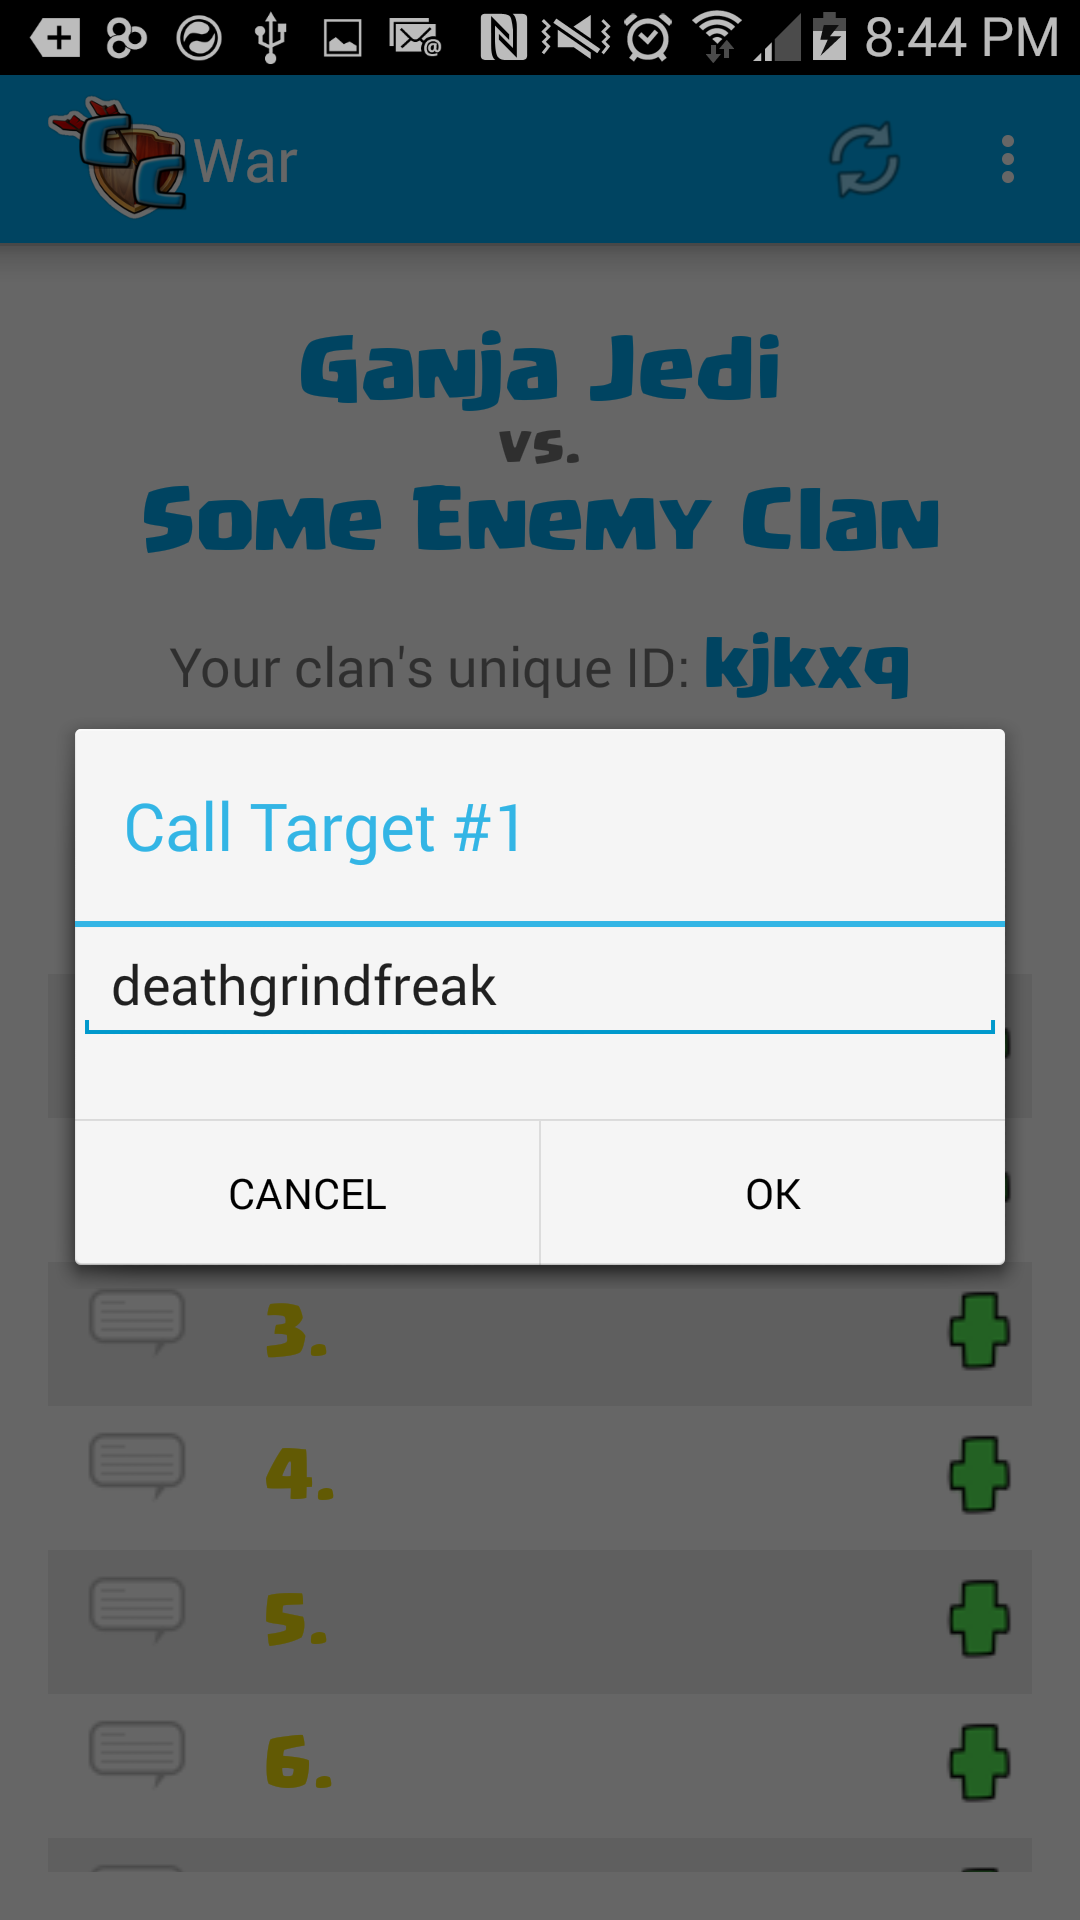 8:44 PM
CC War
Ganja Jedi
vs.
Some Enemy Clan
Your clan's unique ID: kjkxq
Call Target #1
deathgrindfreak
CANCEL OK
3.
4.
5.
6.